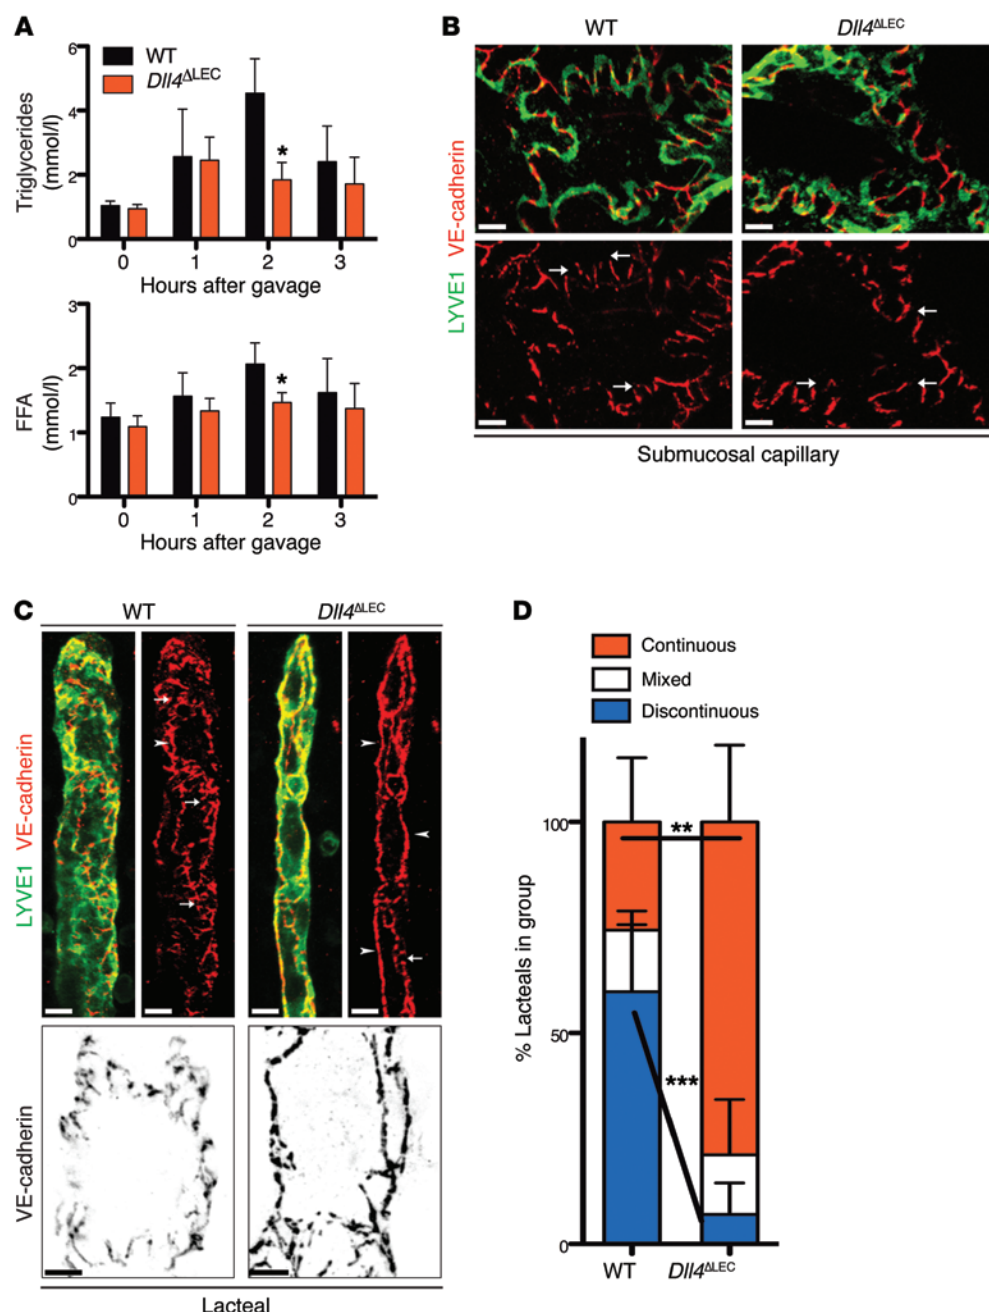 A
6
4
2
0
Triglycerides
(mmol/l)
WT
Dll4ΔLEC
*
0 1 2 3
Hours after gavage
3
2
1
0
FFA
(mmol/l)
*
0 1 2 3
Hours after gavage
B
WT Dll4ΔLEC
LYVE1 VE-cadherin
Submucosal capillary
C
WT Dll4ΔLEC
LYVE1 VE-cadherin
VE-cadherin
Lacteal
D
Continuous
Mixed
Discontinuous
% Lacteals in group
100
50
0
**
***
WT Dll4ΔLEC